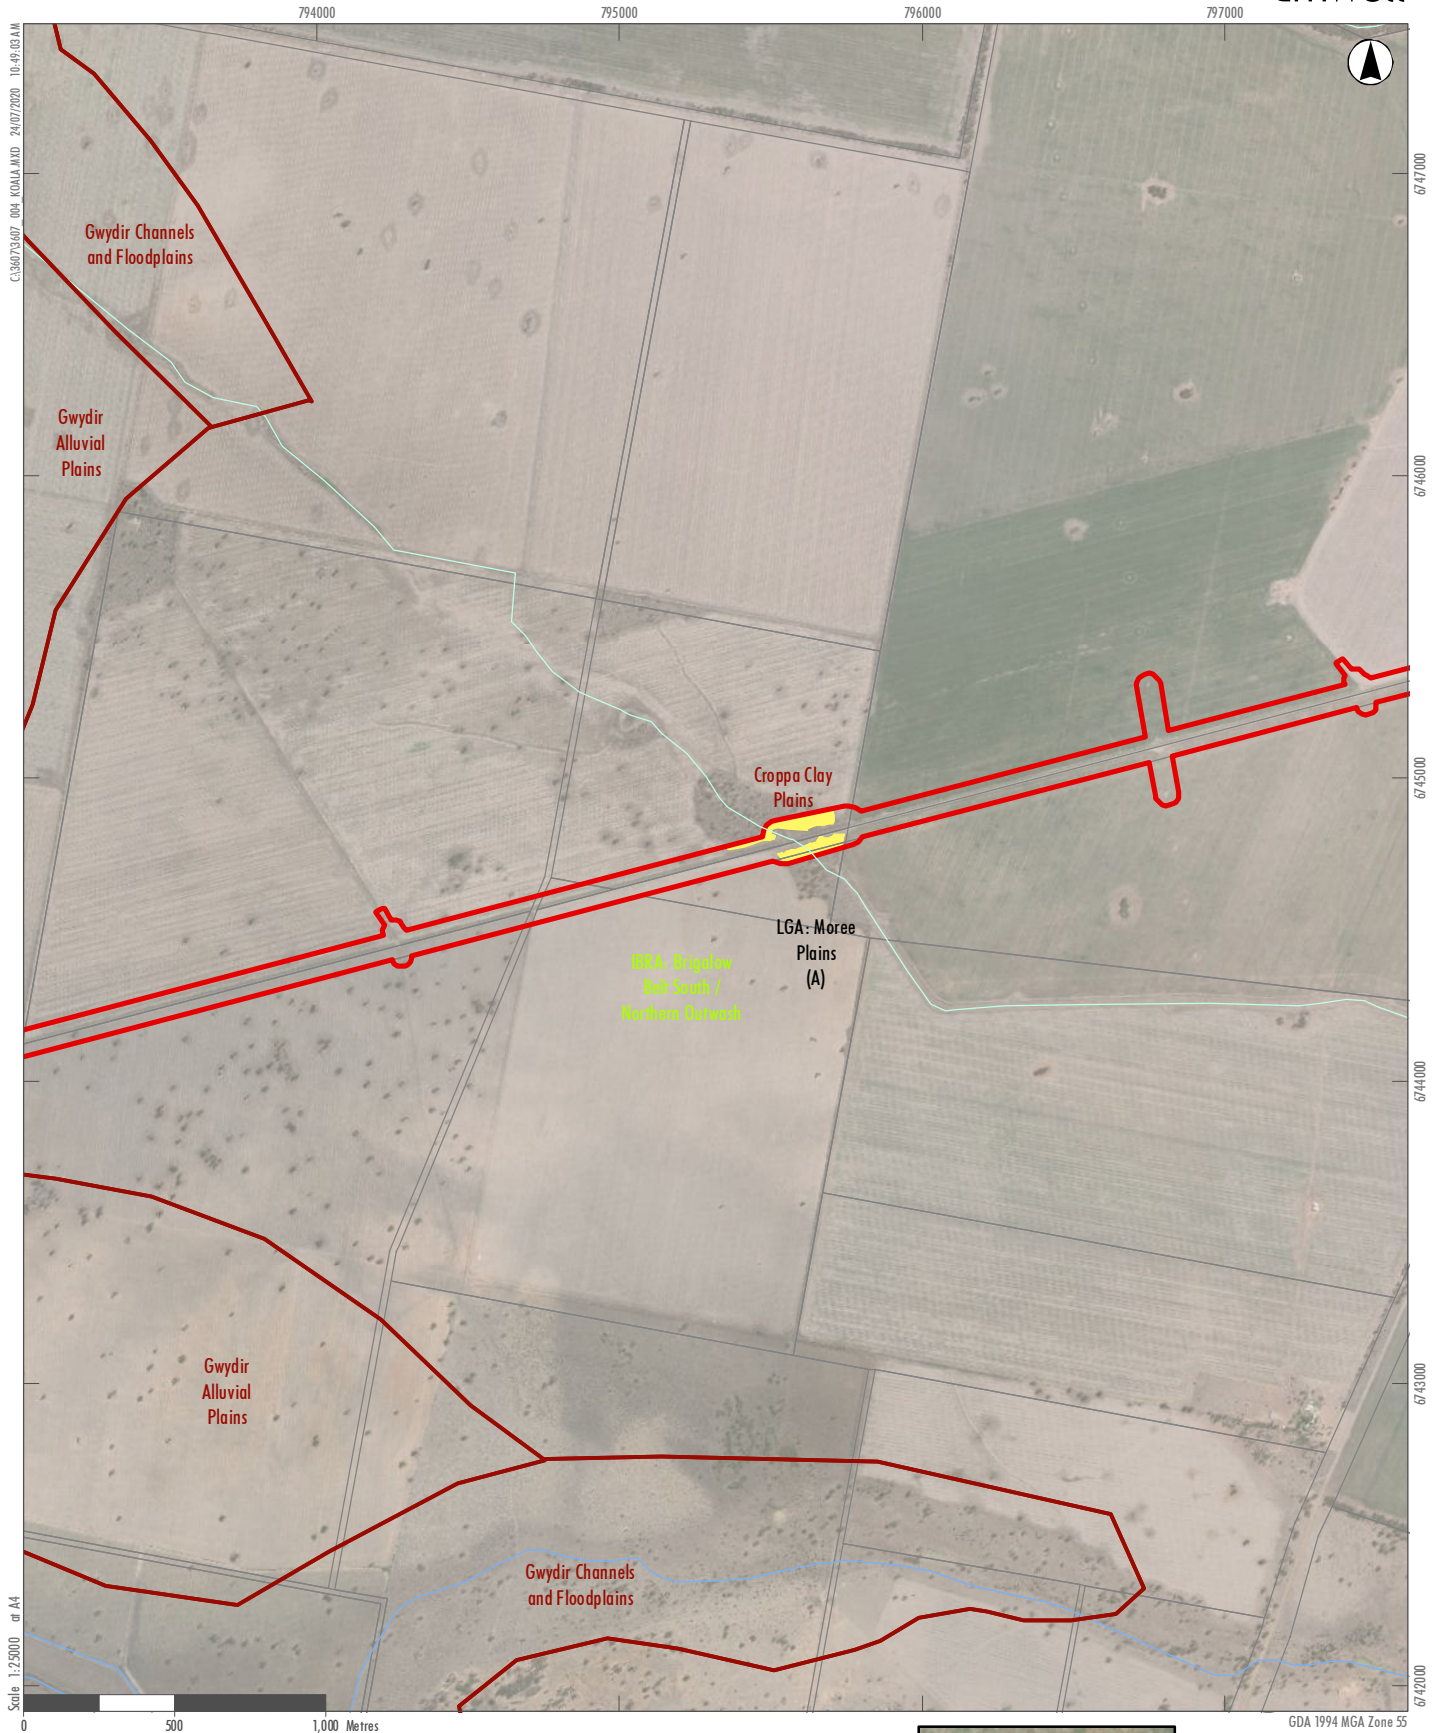 794000
795000
796000
797000
C:\3607\3607_004_KOALA.MXD 24/07/2020 10:49:03 AM
6747000
Gwydir Channels
and Floodplains
Gwydir
Alluvial
Plains
6746000
6745000
Croppa Clay
Plains
LGA: Moree
Plains
(A)
IBRA: Brigalow
Belt South /
Northern Outwash
6744000
Gwydir
Alluvial
Plains
6743000
Gwydir Channels
and Floodplains
6742000
Scale 1:25000 at A4
0 500 1,000 Metres
GDA 1994 MGA Zone 55